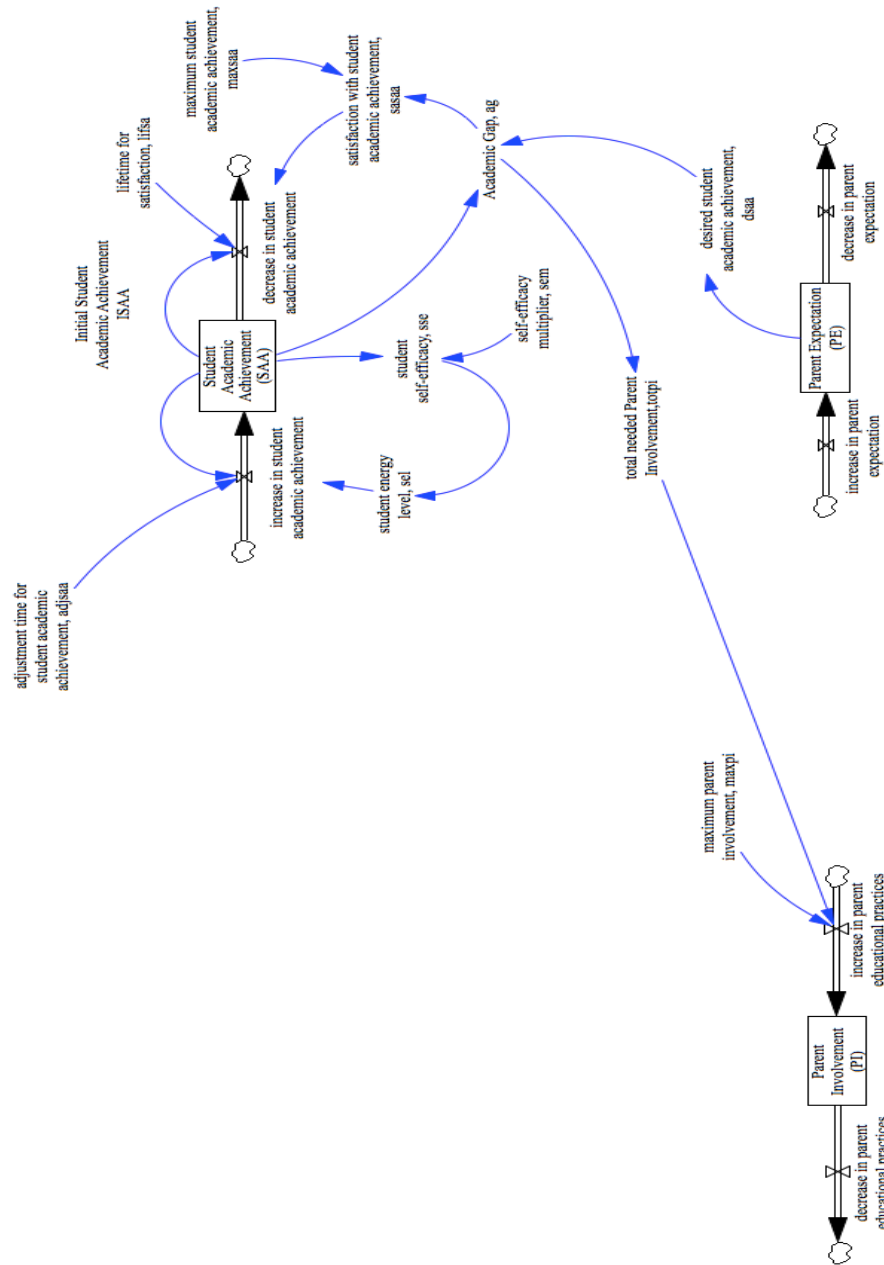 adjustment time for
student academic
achievement, adjsaa
Initial Student
Academic Achievement
ISAA
lifetime for
satisfaction, lifsa
maximum student
academic achievement,
maxsaa
Student
Academic
Achievement
(SAA)
increase in student
academic achievement
decrease in student
academic achievement
satisfaction with student
academic achievement,
sasaa
student energy
level, sel
student
self-efficacy, sse
self-efficacy
multiplier, sem
Academic Gap, ag
total needed Parent
Involvement,totpi
desired student
academic achievement,
dsaa
maximum parent
involvement, maxpi
Parent
Involvement
(PI)
decrease in parent
educational practices
increase in parent
educational practices
Parent Expectation
(PE)
increase in parent
expectation
decrease in parent
expectation